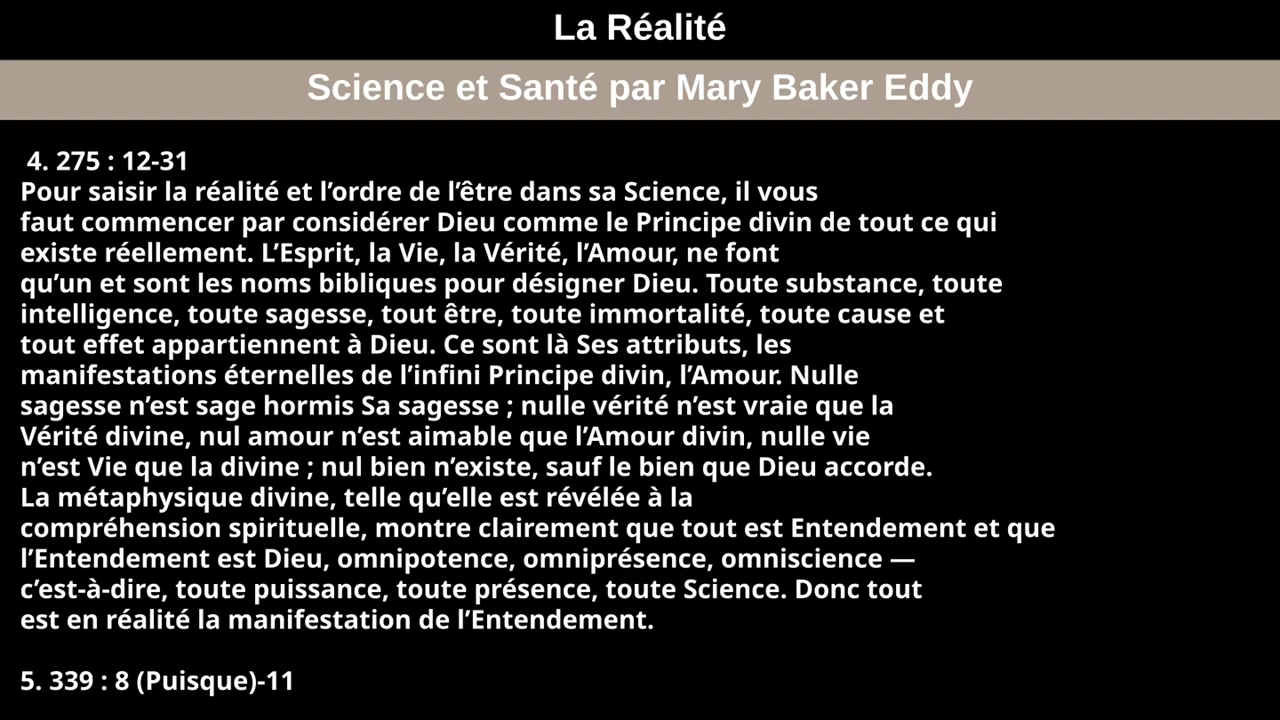 La Réalité
Science et Santé par Mary Baker Eddy
4. 275 : 12-31
Pour saisir la réalité et l’ordre de l’être dans sa Science, il vous
faut commencer par considérer Dieu comme le Principe divin de tout ce qui
existe réellement. L’Esprit, la Vie, la Vérité, l’Amour, ne font
qu’un et sont les noms bibliques pour désigner Dieu. Toute substance, toute
intelligence, toute sagesse, tout être, toute immortalité, toute cause et
tout effet appartiennent à Dieu. Ce sont là Ses attributs, les
manifestations éternelles de l’infini Principe divin, l’Amour. Nulle
sagesse n’est sage hormis Sa sagesse ; nulle vérité n’est vraie que la
Vérité divine, nul amour n’est aimable que l’Amour divin, nulle vie
n’est Vie que la divine ; nul bien n’existe, sauf le bien que Dieu accorde.
La métaphysique divine, telle qu’elle est révélée à la
compréhension spirituelle, montre clairement que tout est Entendement et que
l’Entendement est Dieu, omnipotence, omniprésence, omniscience —
c’est-à-dire, toute puissance, toute présence, toute Science. Donc tout
est en réalité la manifestation de l’Entendement.
5. 339 : 8 (Puisque)-11